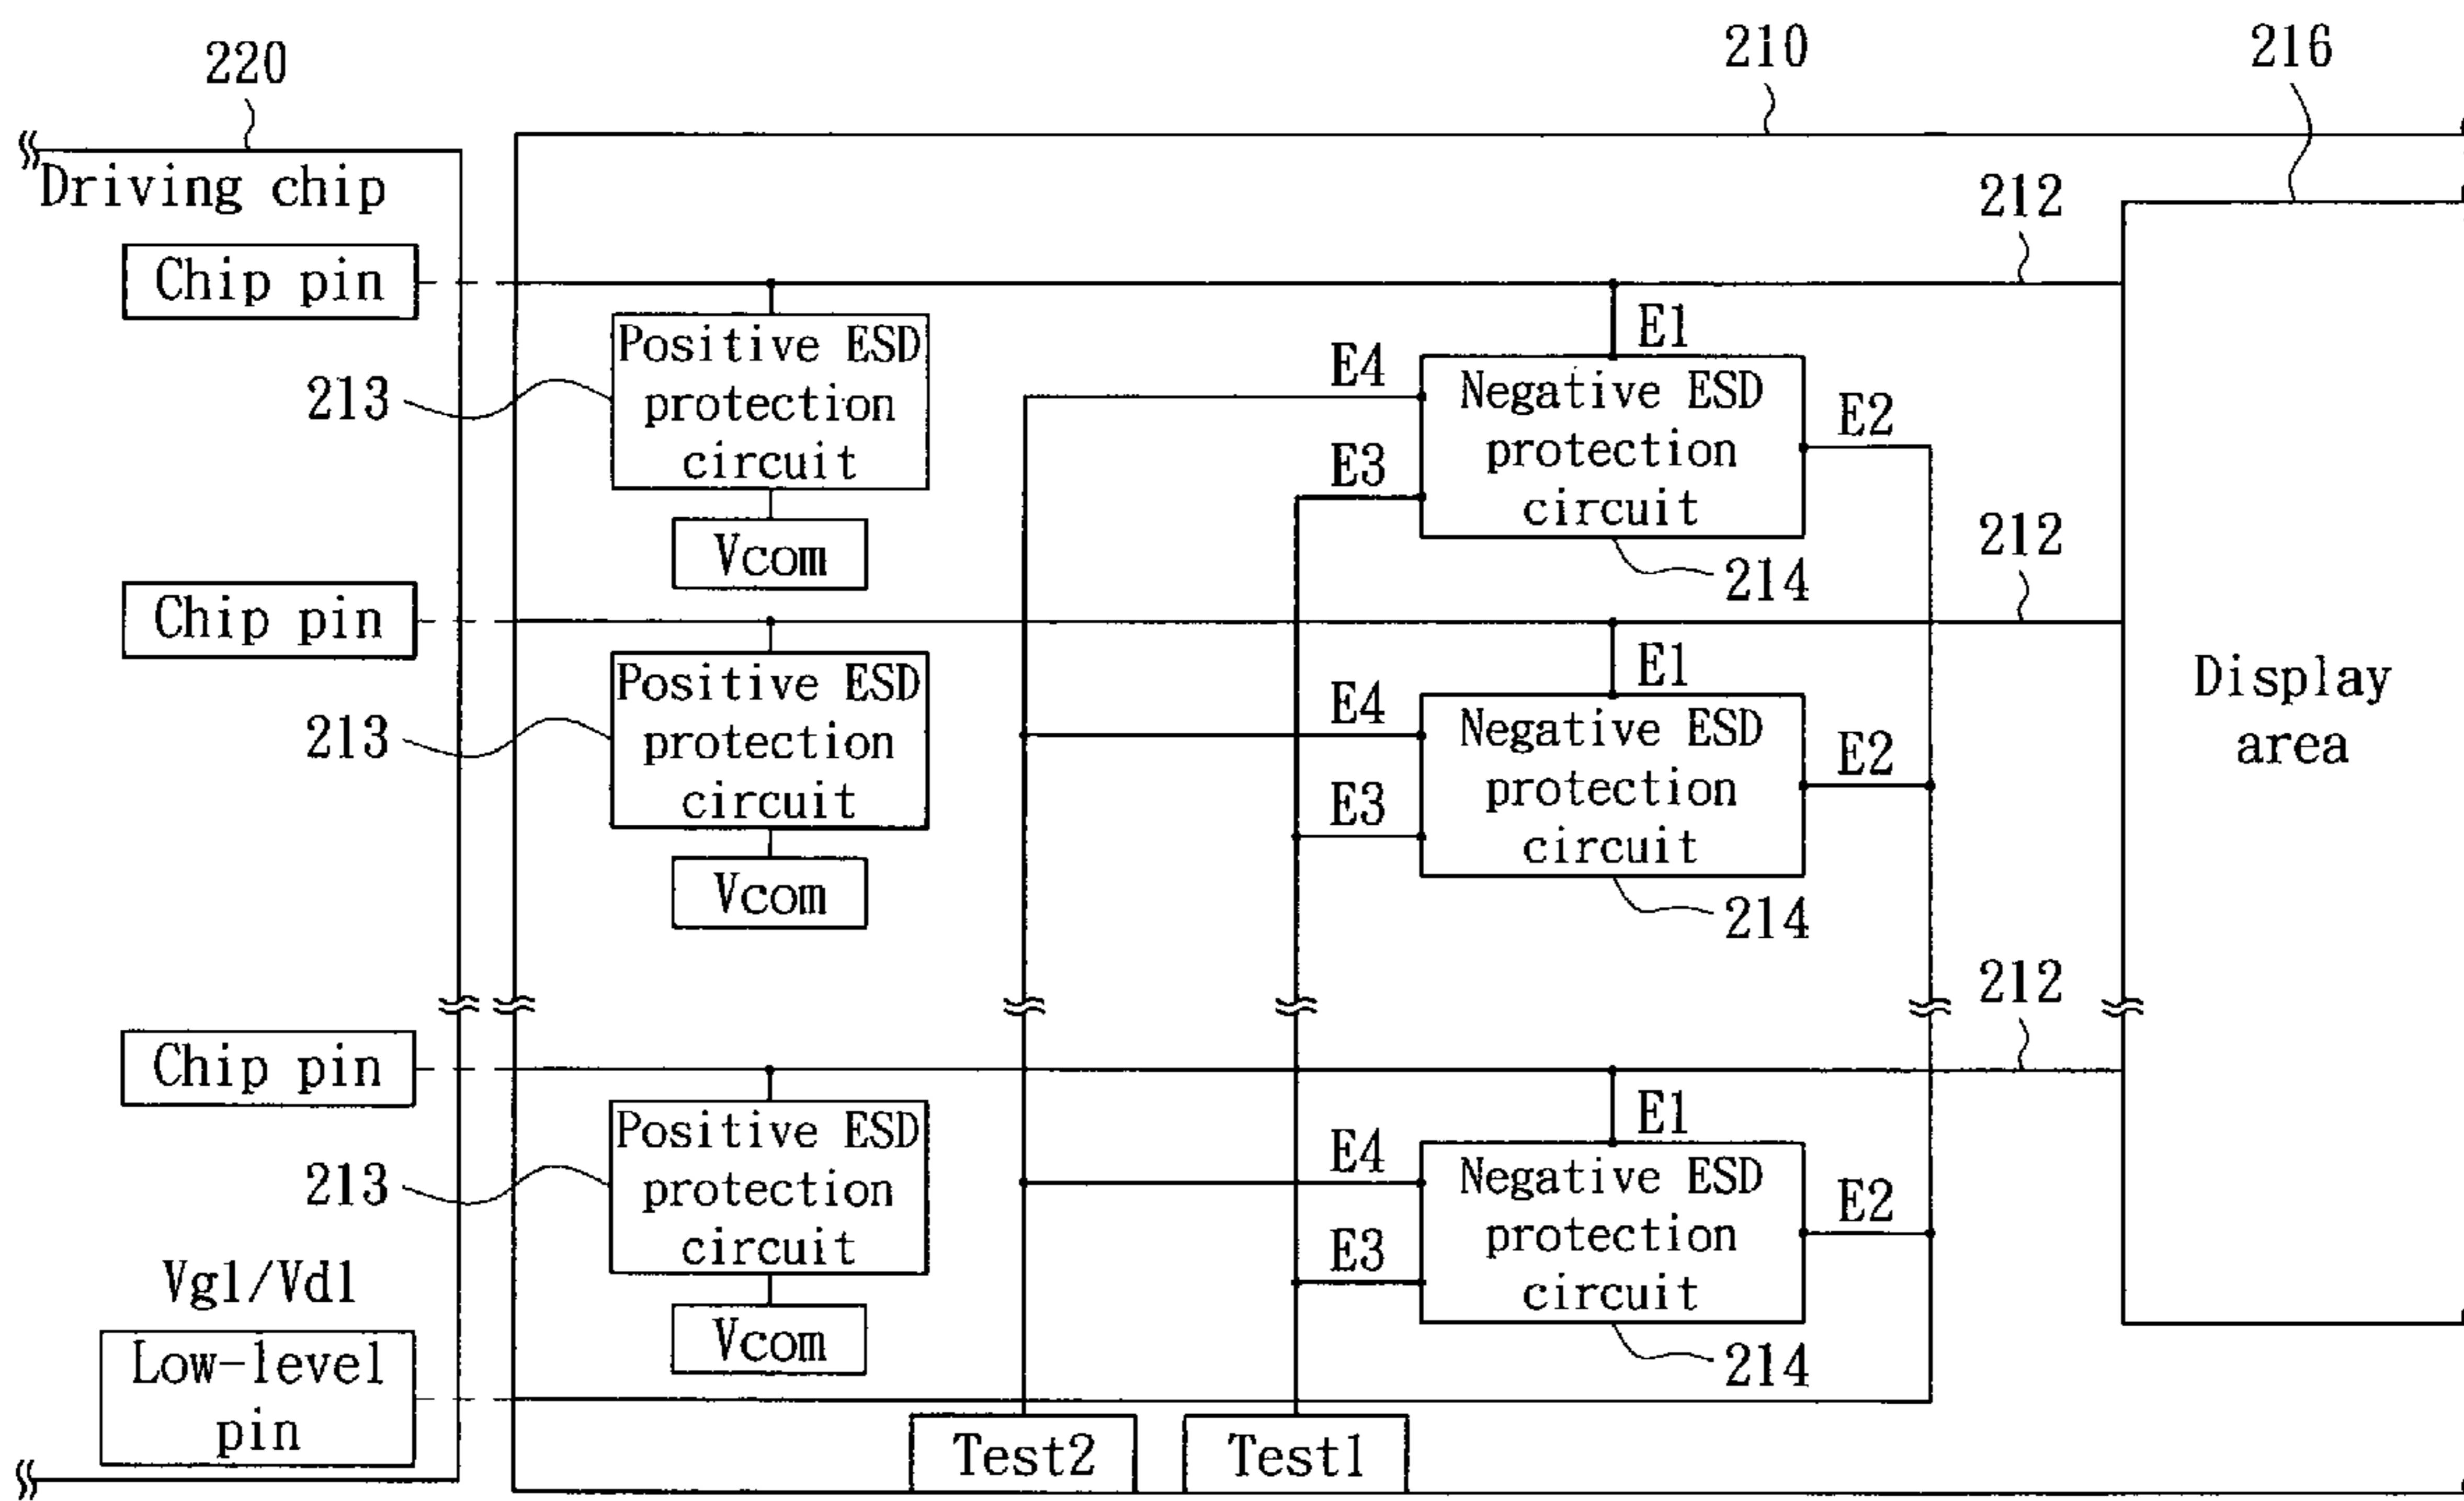 220
210
216
Driving chip
212
Chip pin
E1
Positive ESD
protection
circuit
E4
Negative ESD
protection
circuit
213
E2
E3
Vcom
214
212
Chip pin
E1
Positive ESD
protection
circuit
E4
Negative ESD
protection
circuit
Display
area
213
E2
E3
Vcom
214
212
Chip pin
E1
Positive ESD
protection
circuit
E4
Negative ESD
protection
circuit
213
E2
E3
Vgl/Vdl
Vcom
214
Low-level
pin
Test2
Test1